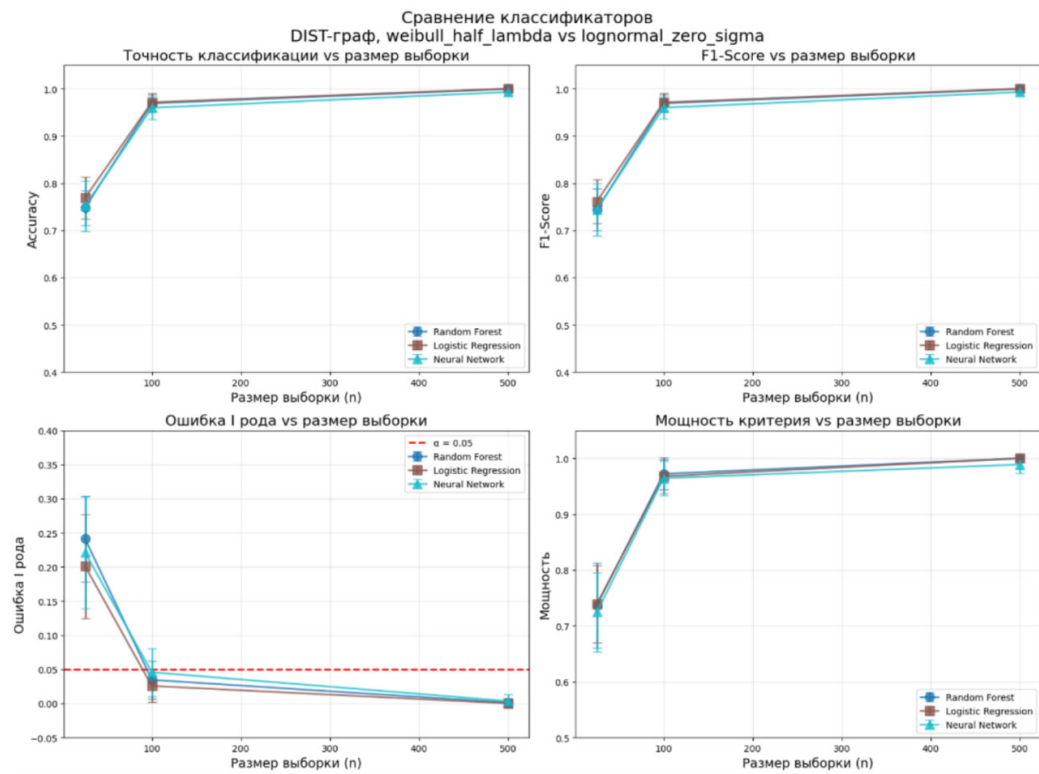 Сравнение классификаторов
DIST-граф, weibull_half_lambda vs lognormal_zero_sigma
Точность классификации vs размер выборки
1.0
0.9
0.8
0.7
0.6
0.5
0.4
Accuracy
Random Forest
Logistic Regression
Neural Network
100
200
300
400
500
Размер выборки (n)
F1-Score vs размер выборки
1.0
0.9
0.8
0.7
0.6
0.5
0.4
F1-Score
Random Forest
Logistic Regression
Neural Network
100
200
300
400
500
Размер выборки (n)
Ошибка I рода vs размер выборки
0.40
0.35
0.30
0.25
0.20
0.15
0.10
0.05
0.00
−0.05
Ошибка I рода
α = 0.05
Random Forest
Logistic Regression
Neural Network
100
200
300
400
500
Размер выборки (n)
Мощность критерия vs размер выборки
1.0
0.9
0.8
0.7
0.6
0.5
Мощность
Random Forest
Logistic Regression
Neural Network
100
200
300
400
500
Размер выборки (n)